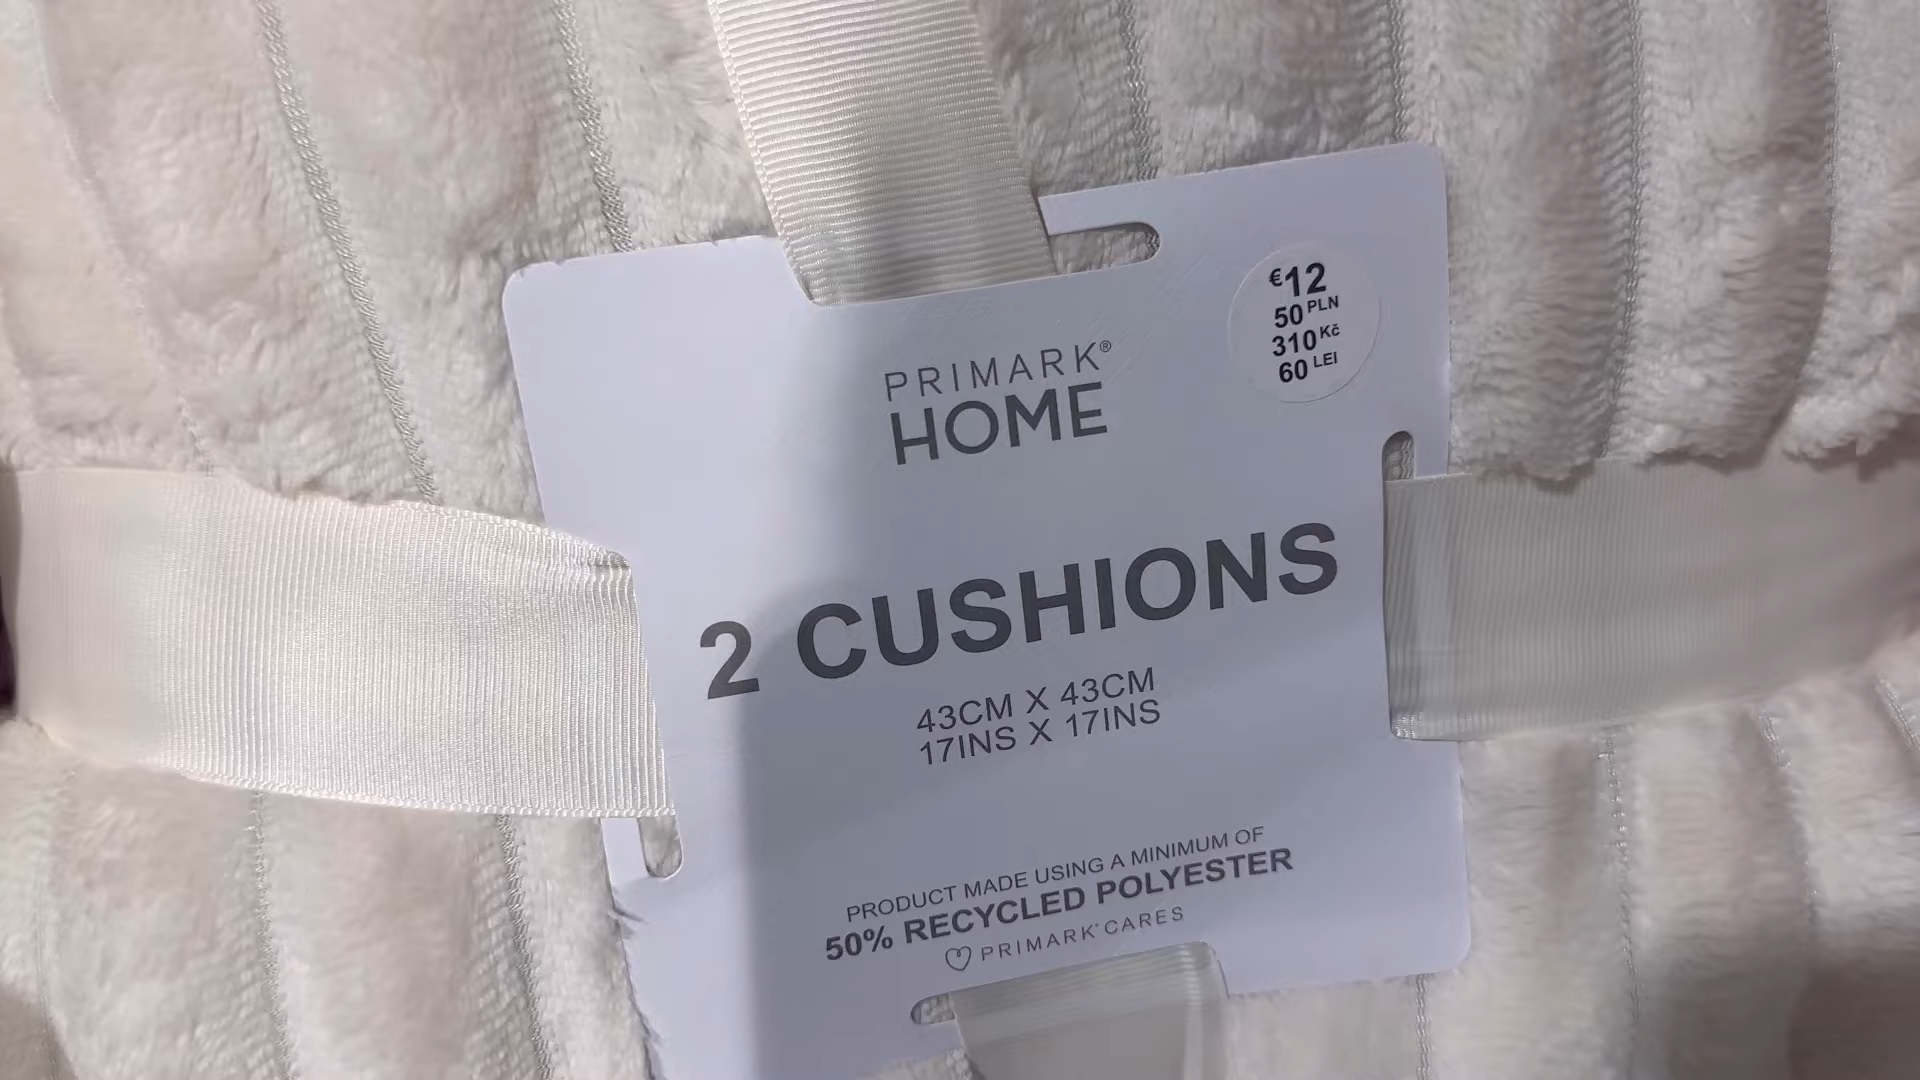 €12
50 PLN
310 Kč
60 LEI
PRIMARK®
HOME
2 CUSHIONS
43CM X 43CM
17INS X 17INS
PRODUCT MADE USING A MINIMUM OF
50% RECYCLED POLYESTER
PRIMARK® CARES